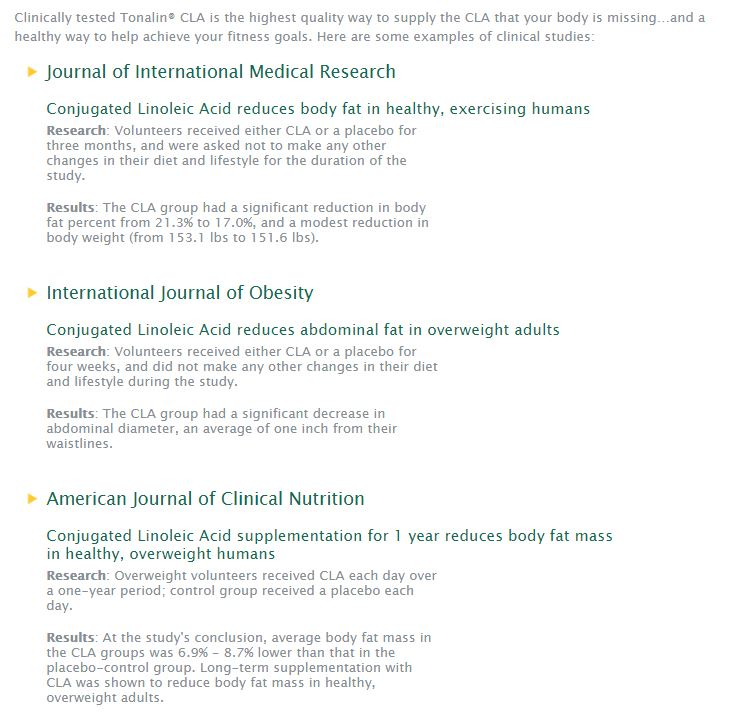 Clinically tested Tonalin® CLA is the highest quality way to supply the CLA that your body is missing...and a
healthy way to help achieve your fitness goals. Here are some examples of clinical studies:
Journal of International Medical Research
Conjugated Linoleic Acid reduces body fat in healthy, exercising humans
Research: Volunteers received either CLA or a placebo for
three months, and were asked not to make any other
changes in their diet and lifestyle for the duration of the
study.
Results: The CLA group had a significant reduction in body
fat percent from 21.3% to 17.0%, and a modest reduction in
body weight (from 153.1 lbs to 151.6 lbs).
International Journal of Obesity
Conjugated Linoleic Acid reduces abdominal fat in overweight adults
Research: Volunteers received either CLA or a placebo for
four weeks, and did not make any other changes in their diet
and lifestyle during the study.
Results: The CLA group had a significant decrease in
abdominal diameter, an average of one inch from their
waistlines.
American Journal of Clinical Nutrition
Conjugated Linoleic Acid supplementation for 1 year reduces body fat mass
in healthy, overweight humans
Research: Overweight volunteers received CLA each day over
a one-year period; control group received a placebo each
day.
Results: At the study's conclusion, average body fat mass in
the CLA groups was 6.9% - 8.7% lower than that in the
placebo-control group. Long-term supplementation with
CLA was shown to reduce body fat mass in healthy,
overweight adults.